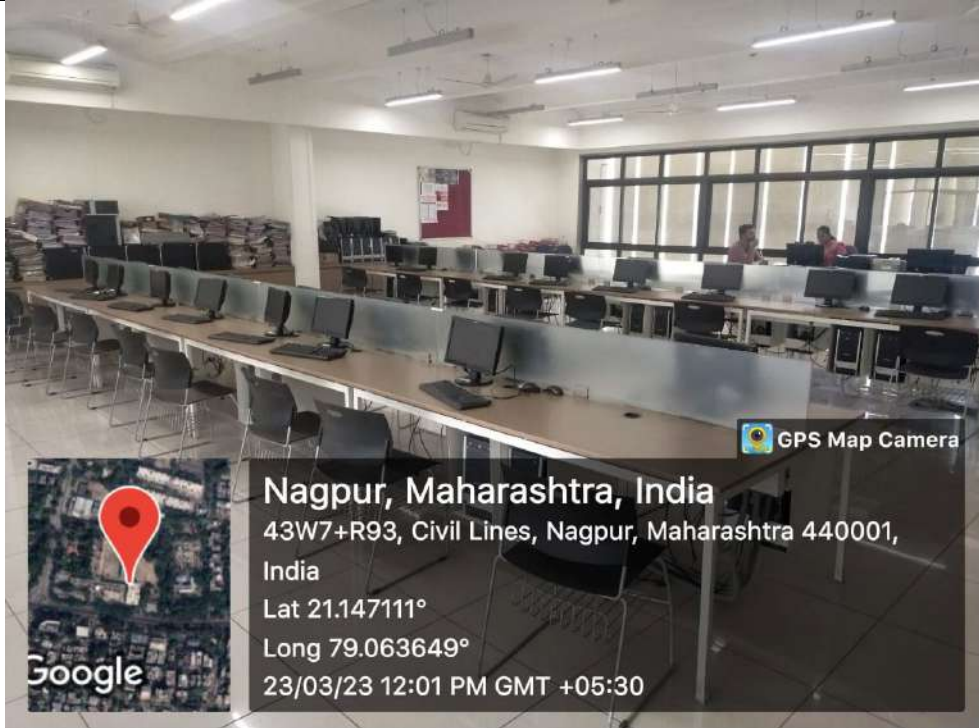 GPS Map Camera
Nagpur, Maharashtra, India
43W7+R93, Civil Lines, Nagpur, Maharashtra 440001,
India
Lat 21.147111°
Long 79.063649°
23/03/23 12:01 PM GMT +05:30
Google